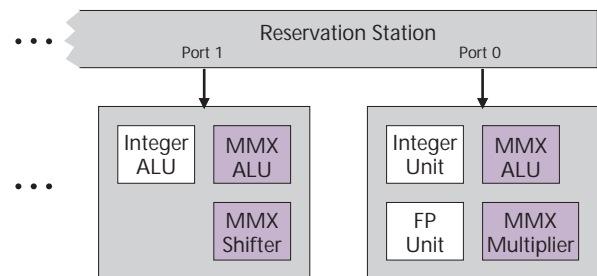 Reservation Station
Port 1
Port 0
Integer
ALU
MMX
ALU
MMX
Shifter
Integer
Unit
MMX
ALU
FP
Unit
MMX
Multiplier